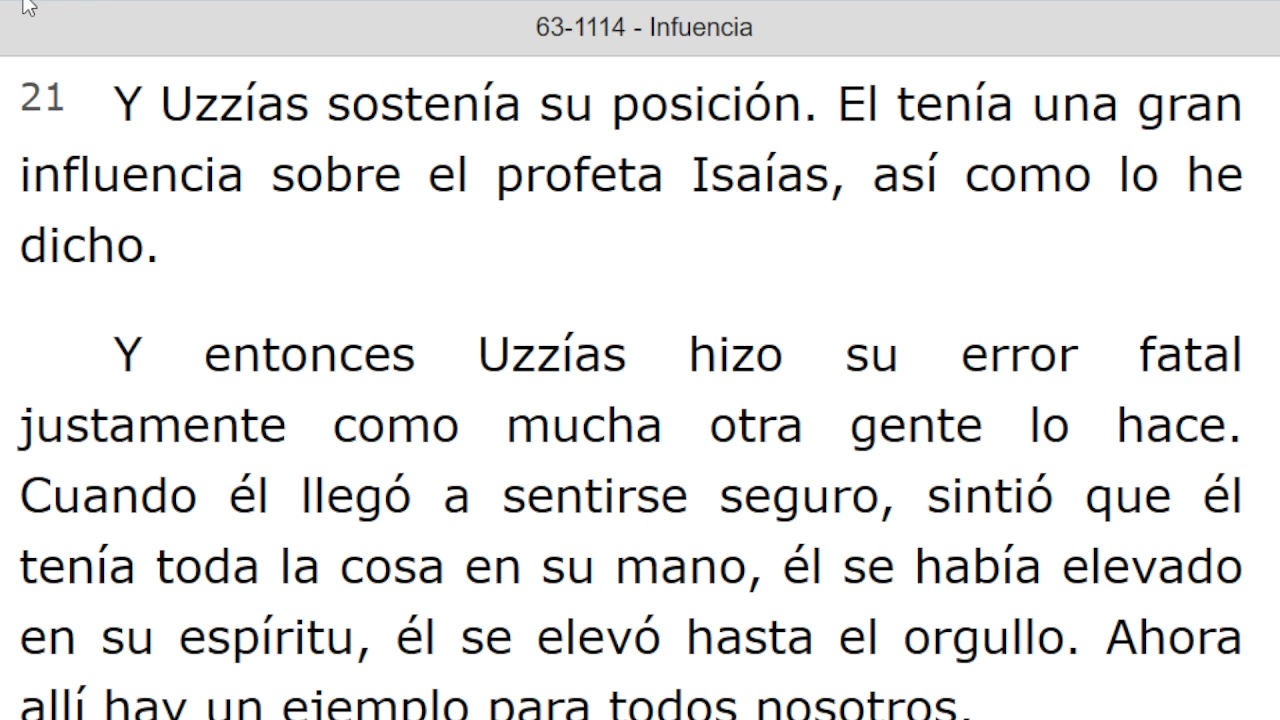 63-1114 - Infuencia
21 Y Uzzías sostenía su posición. El tenía una gran
influencia sobre el profeta Isaías, así como lo he
dicho.
Y entonces Uzzías hizo su error fatal
justamente como mucha otra gente lo hace.
Cuando él llegó a sentirse seguro, sintió que él
tenía toda la cosa en su mano, él se había elevado
en su espíritu, él se elevó hasta el orgullo. Ahora
allí hay un ejemplo para todos nosotros.